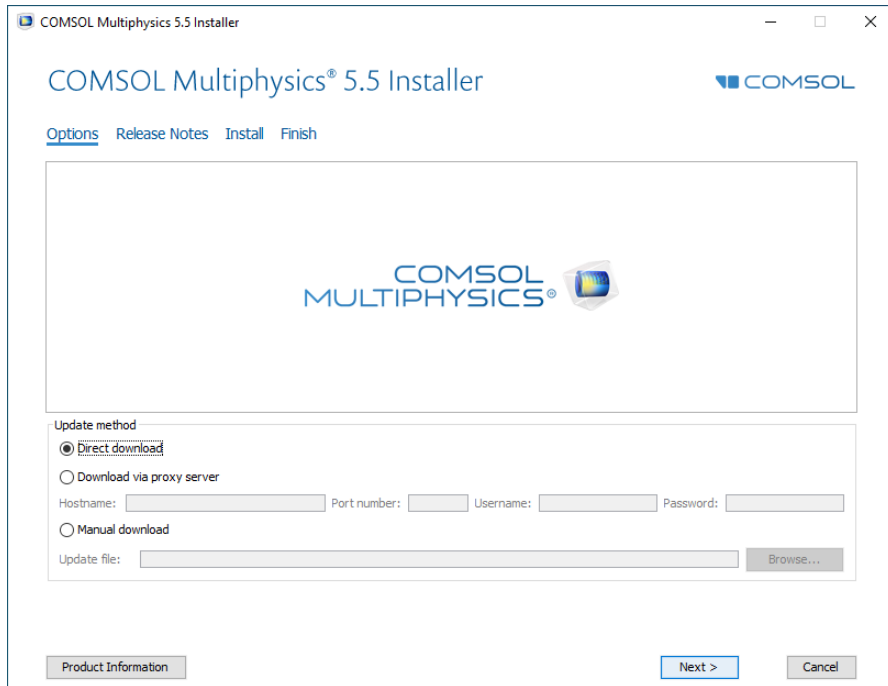 COMSOL Multiphysics 5.5 Installer
COMSOL Multiphysics® 5.5 Installer
COMSOL
Options Release Notes Install Finish
COMSOL
MULTIPHYSICS®
Update method
Direct download
Download via proxy server
Hostname: Port number: Username: Password:
Manual download
Update file: Browse...
Product Information Next > Cancel